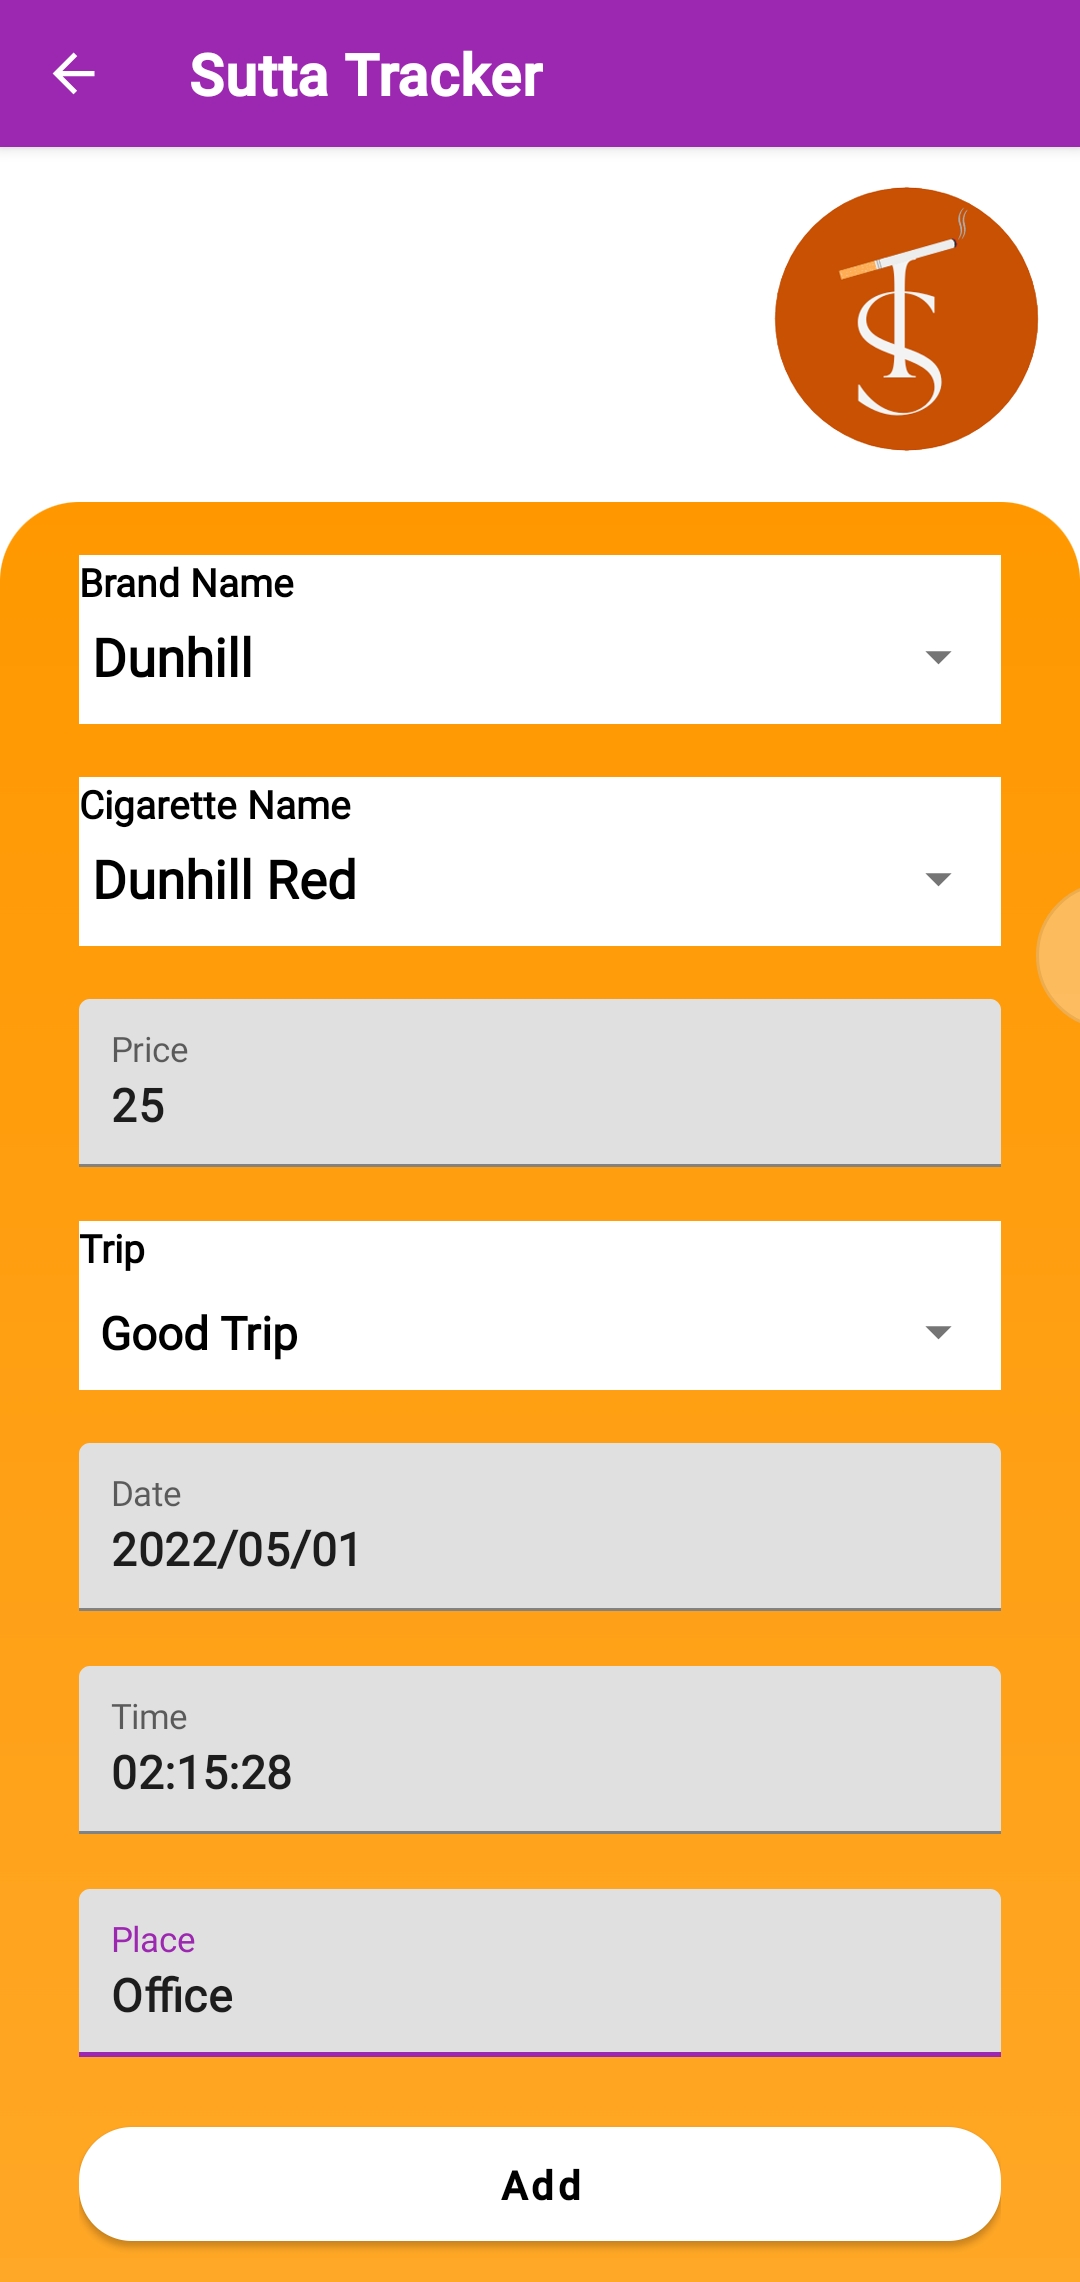 Sutta Tracker
TS
Brand Name
Dunhill
Cigarette Name
Dunhill Red
Price
25
Trip
Good Trip
Date
2022/05/01
Time
02:15:28
Place
Office
Add